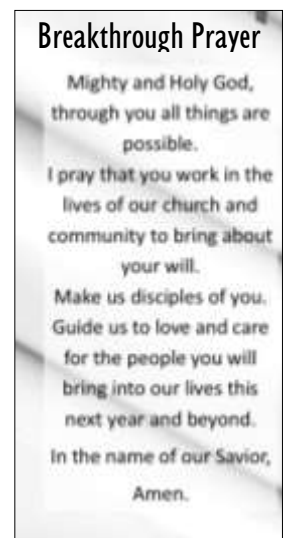 Breakthrough Prayer
Mighty and Holy God,
through you all things are
possible.
I pray that you work in the
lives of our church and
community to bring about
your will.
Make us disciples of you.
Guide us to love and care
for the people you will
bring into our lives this
next year and beyond.
In the name of our Savior,
Amen.